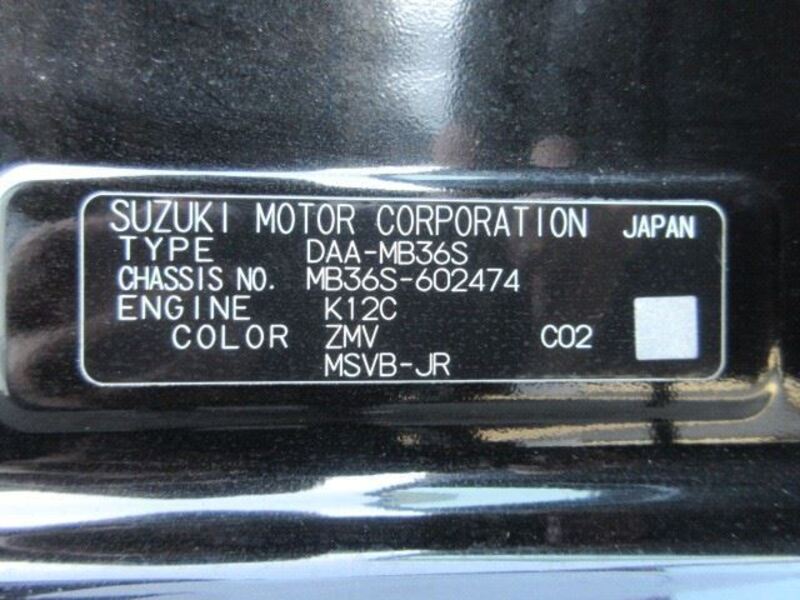 SUZUKI MOTOR CORPORATION JAPAN
TYPE DAA-MB36S
CHASSIS NO. MB36S-602474
ENGINE K12C
COLOR ZMV C02
MSVB-JR